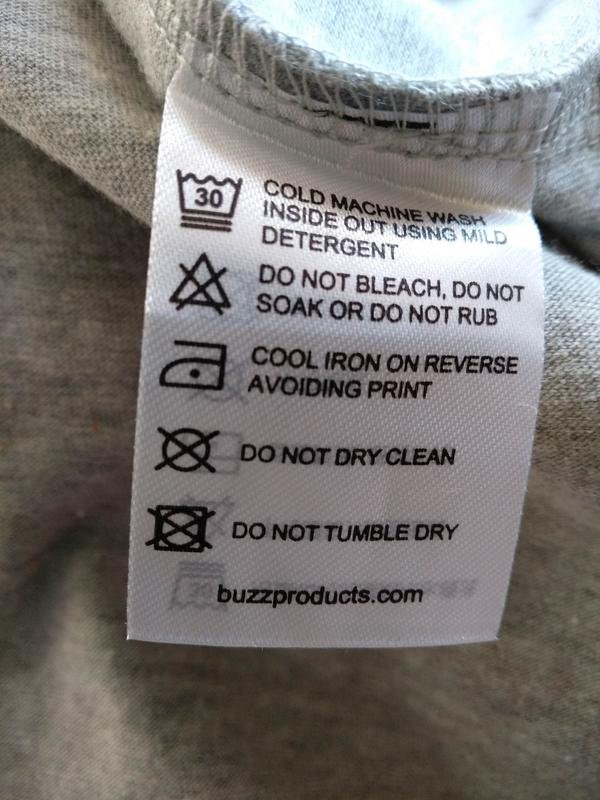 30
COLD MACHINE WASH
INSIDE OUT USING MILD
DETERGENT
DO NOT BLEACH, DO NOT
SOAK OR DO NOT RUB
COOL IRON ON REVERSE
AVOIDING PRINT
DO NOT DRY CLEAN
DO NOT TUMBLE DRY
buzzproducts.com